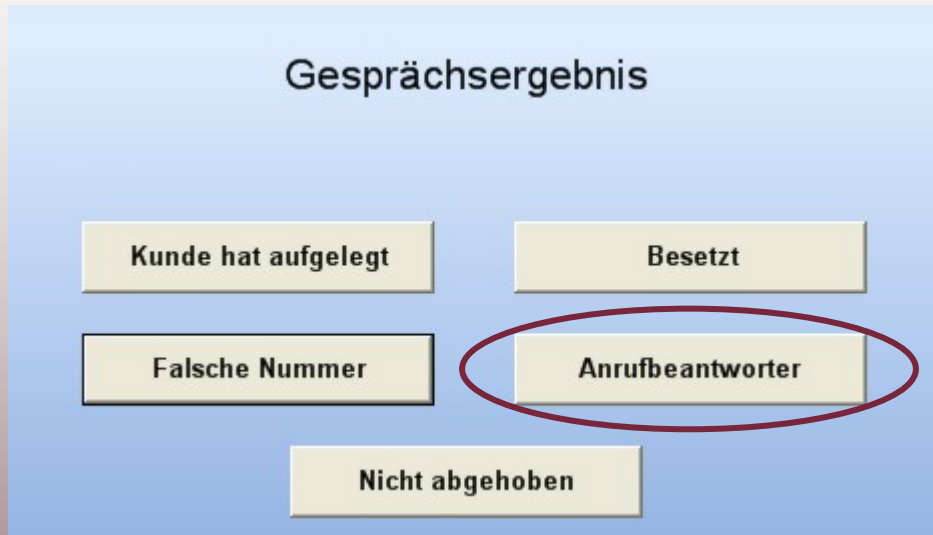 Gesprächsergebnis
Kunde hat aufgelegt
Besetzt
Falsche Nummer
Anrufbeantworter
Nicht abgehoben